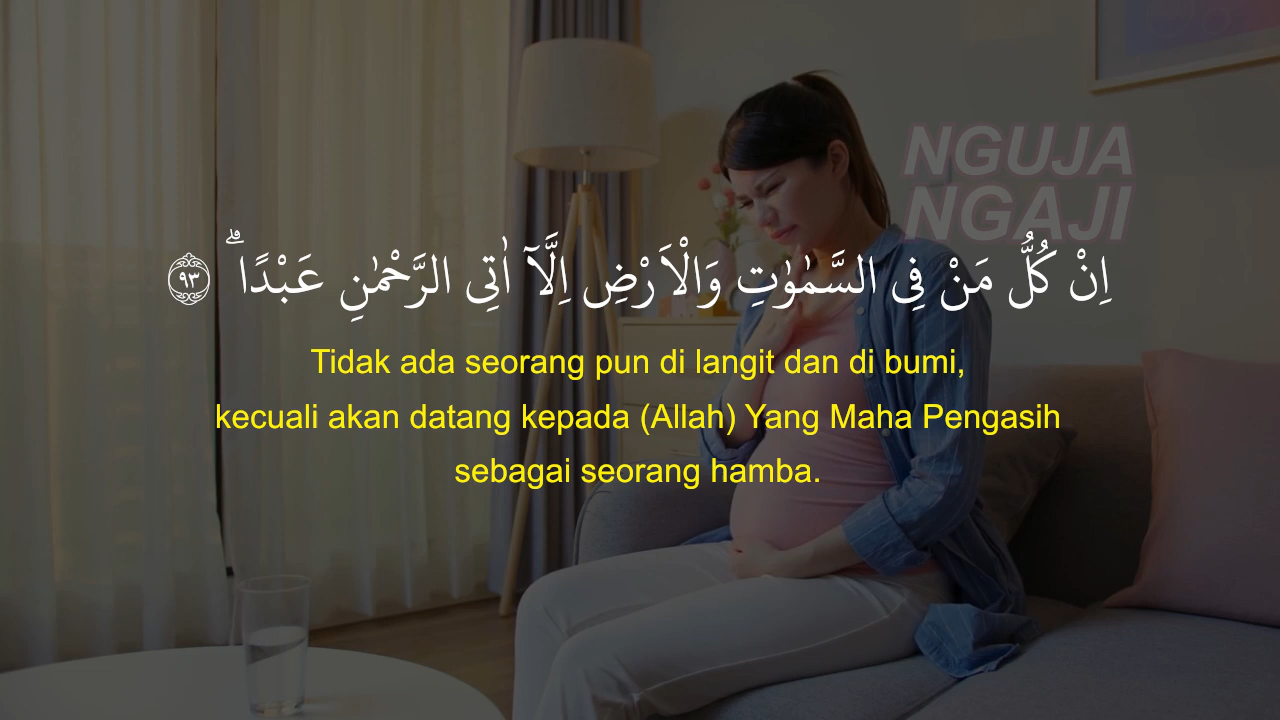 NGUJA
NGAJI
اِنْ كُلُّ مَنْ فِى السَّمٰوٰتِ وَالْاَرْضِ اِلَّآ اٰتِى الرَّحْمٰنِ عَبْدًاۗ ۝٩٣
Tidak ada seorang pun di langit dan di bumi,
kecuali akan datang kepada (Allah) Yang Maha Pengasih
sebagai seorang hamba.